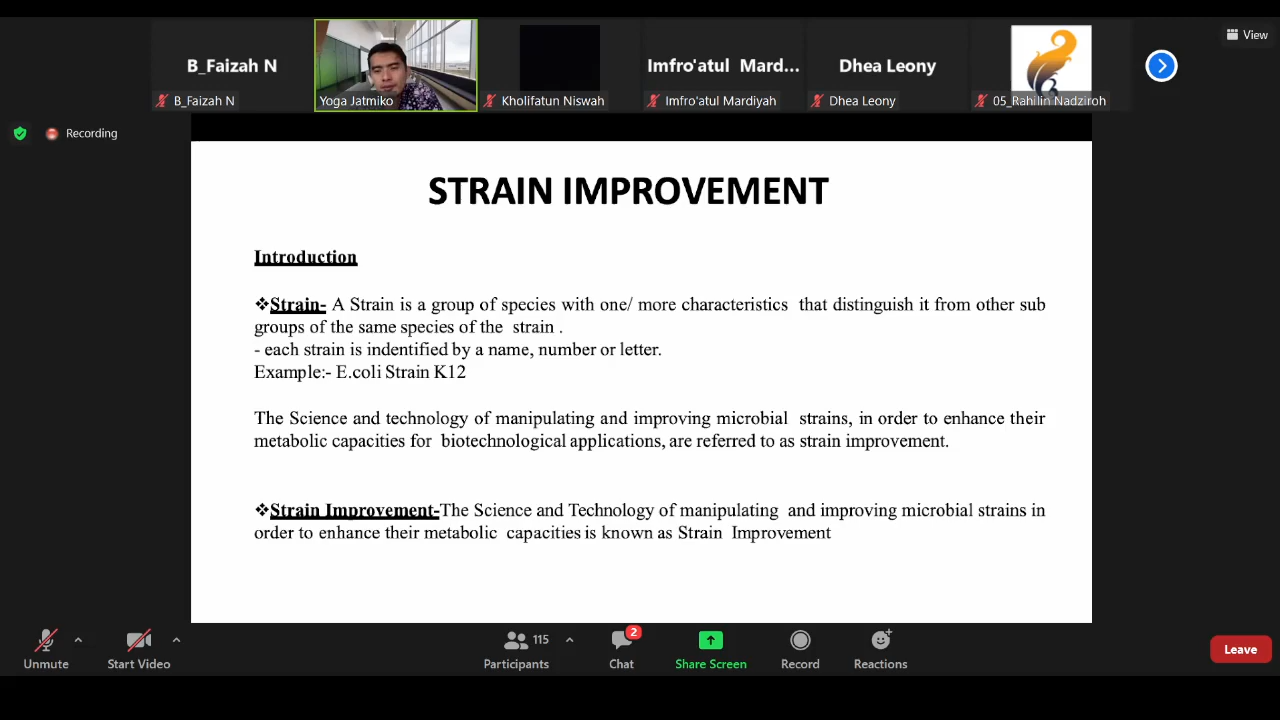 B_Faizah N
Imfro'atul Mard...
Dhea Leony
View
B_Faizah N
Yoga Jatmiko
Kholifatun Niswah
Imfro'atul Mardiyah
Dhea Leony
05_Rahilin Nadziroh
Recording
STRAIN IMPROVEMENT
Introduction
❖Strain- A Strain is a group of species with one/ more characteristics that distinguish it from other sub
groups of the same species of the strain .
- each strain is indentified by a name, number or letter.
Example:- E.coli Strain K12
The Science and technology of manipulating and improving microbial strains, in order to enhance their
metabolic capacities for biotechnological applications, are referred to as strain improvement.
❖Strain Improvement-The Science and Technology of manipulating and improving microbial strains in
order to enhance their metabolic capacities is known as Strain Improvement
115
2
Unmute
Start Video
Participants
Chat
Share Screen
Record
Reactions
Leave